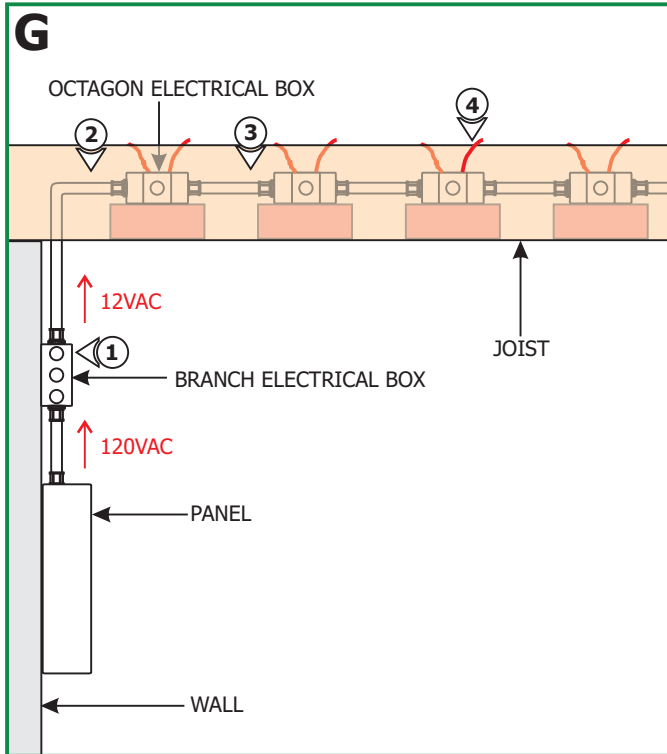 G
OCTAGON ELECTRICAL BOX
2
3
4
12VAC
JOIST
1
BRANCH ELECTRICAL BOX
120VAC
PANEL
WALL